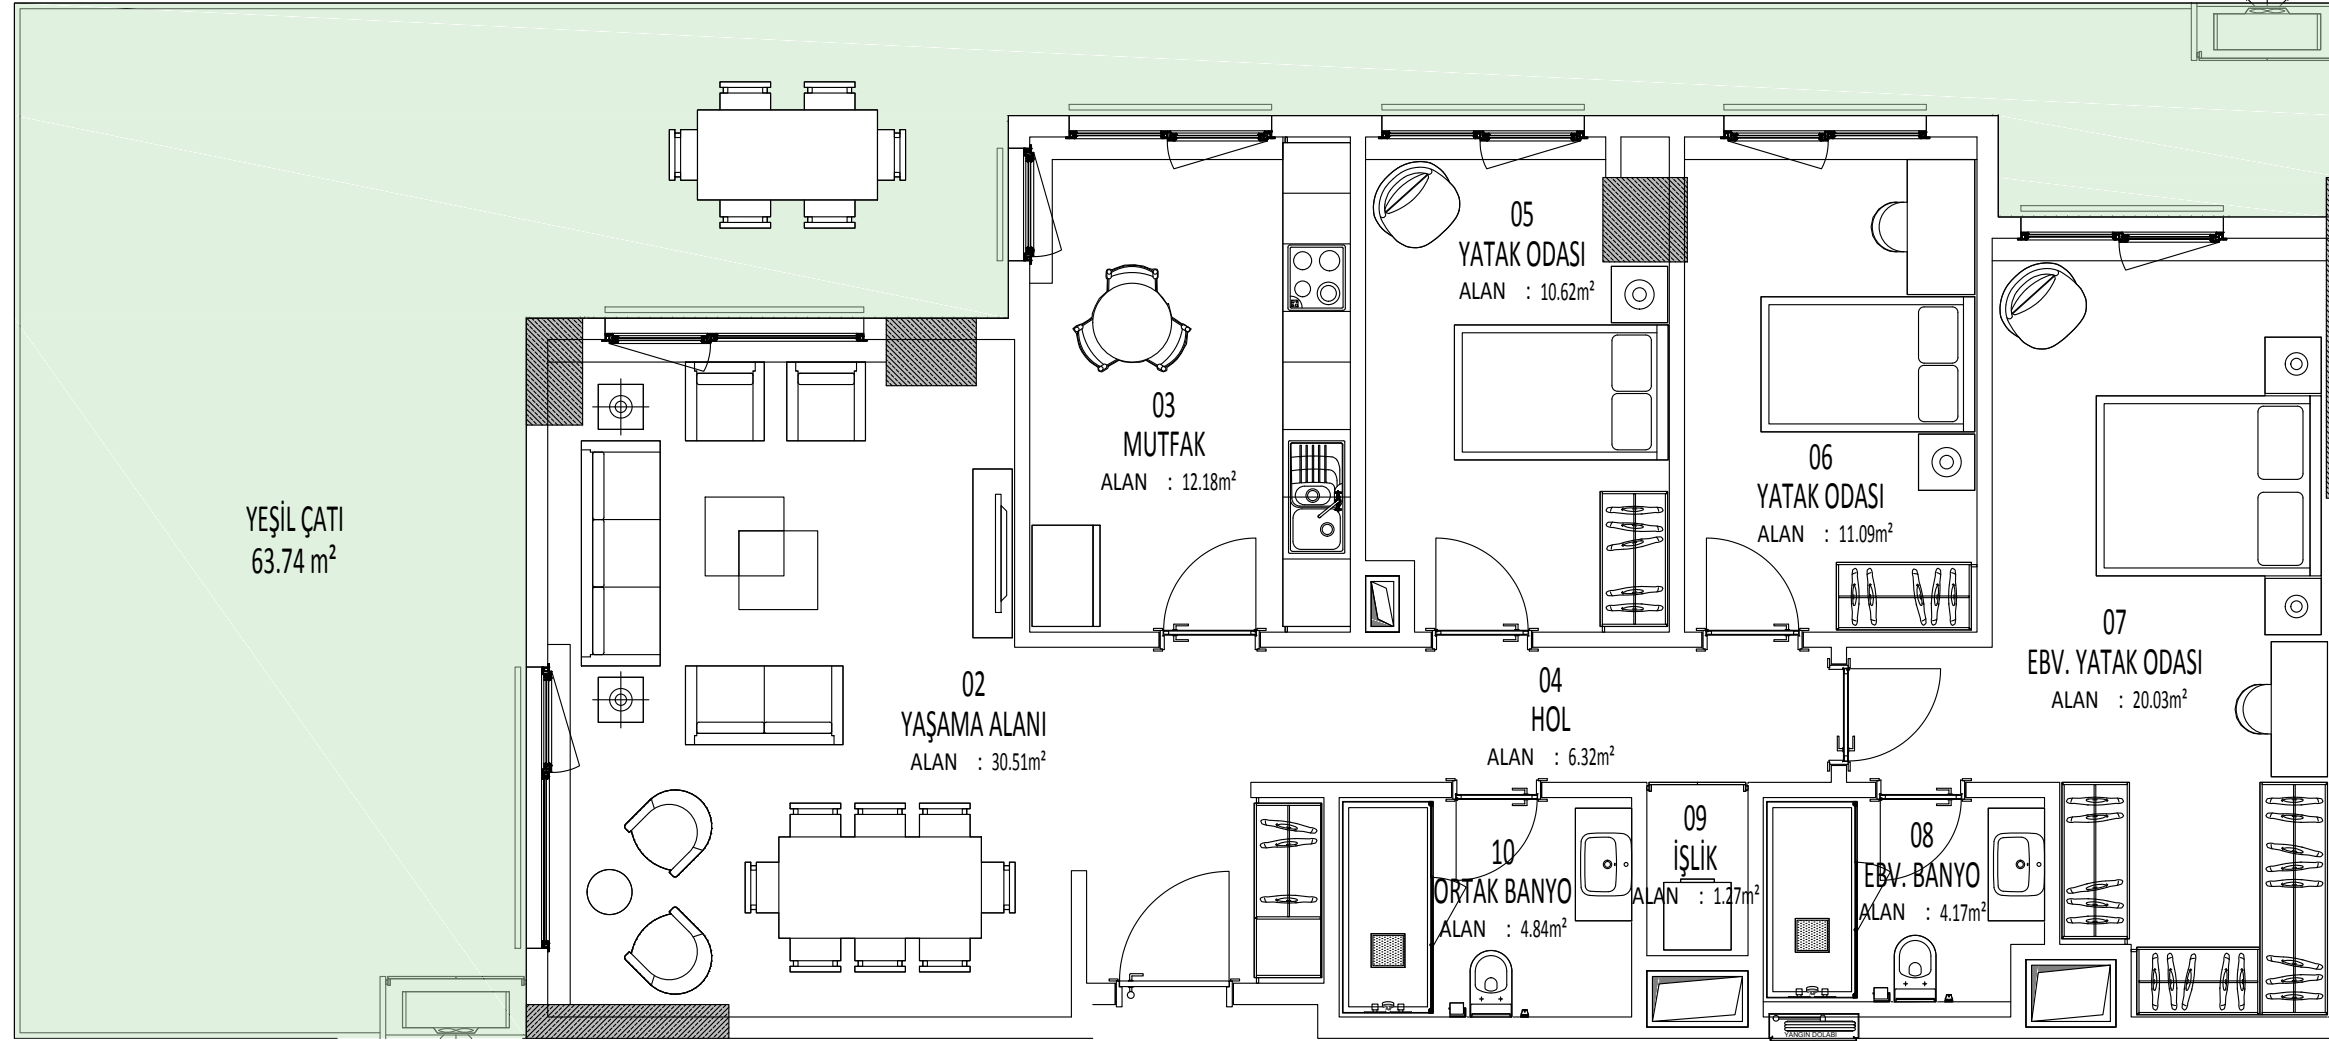 YEŞİL ÇATI
63.74 m²
02
YAŞAMA ALANI
ALAN : 30.51m²
03
MUTFAK
ALAN : 12.18m²
04
HOL
ALAN : 6.32m²
05
YATAK ODASI
ALAN : 10.62m²
06
YATAK ODASI
ALAN : 11.09m²
07
EBV. YATAK ODASI
ALAN : 20.03m²
08
EBV. BANYO
ALAN : 4.17m²
09
İŞLİK
ALAN : 1.27m²
10
ORTAK BANYO
ALAN : 4.84m²
YANGIN DOLABI